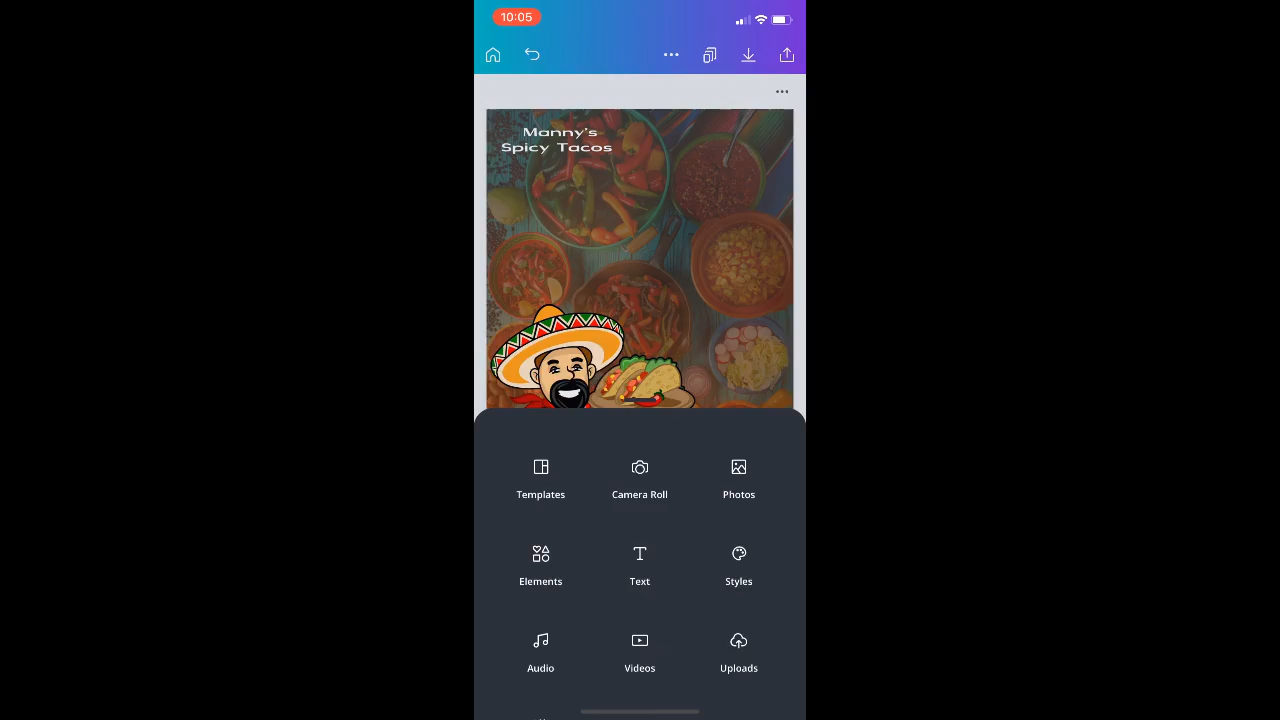 10:05
Manny's
Spicy Tacos
Templates
Camera Roll
Photos
Elements
Text
Styles
Audio
Videos
Uploads